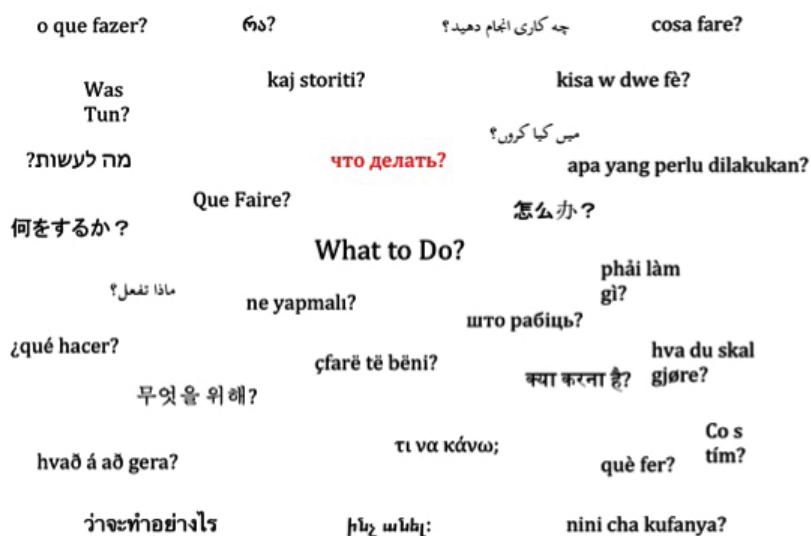 o que fazer?
რა?
چه کاری انجام دهید؟
cosa fare?
Was
Tun?
kaj storiti?
kisa w dwe fè?
میں کیا کروں؟
מה לעשות?
что делать?
apa yang perlu dilakukan?
Que Faire?
怎么办？
何をするか？
What to Do?
phải làm
gì?
ماذا تفعل؟
ne yapmalı?
што рабіць?
¿qué hacer?
çfarë të bëni?
क्या करना है?
hva du skal
gjøre?
무엇을 위해?
Co s
tím?
τι να κάνω;
hvað á að gera?
què fer?
ว่าจะทำอย่างไร
ինչ անել:
nini cha kufanya?